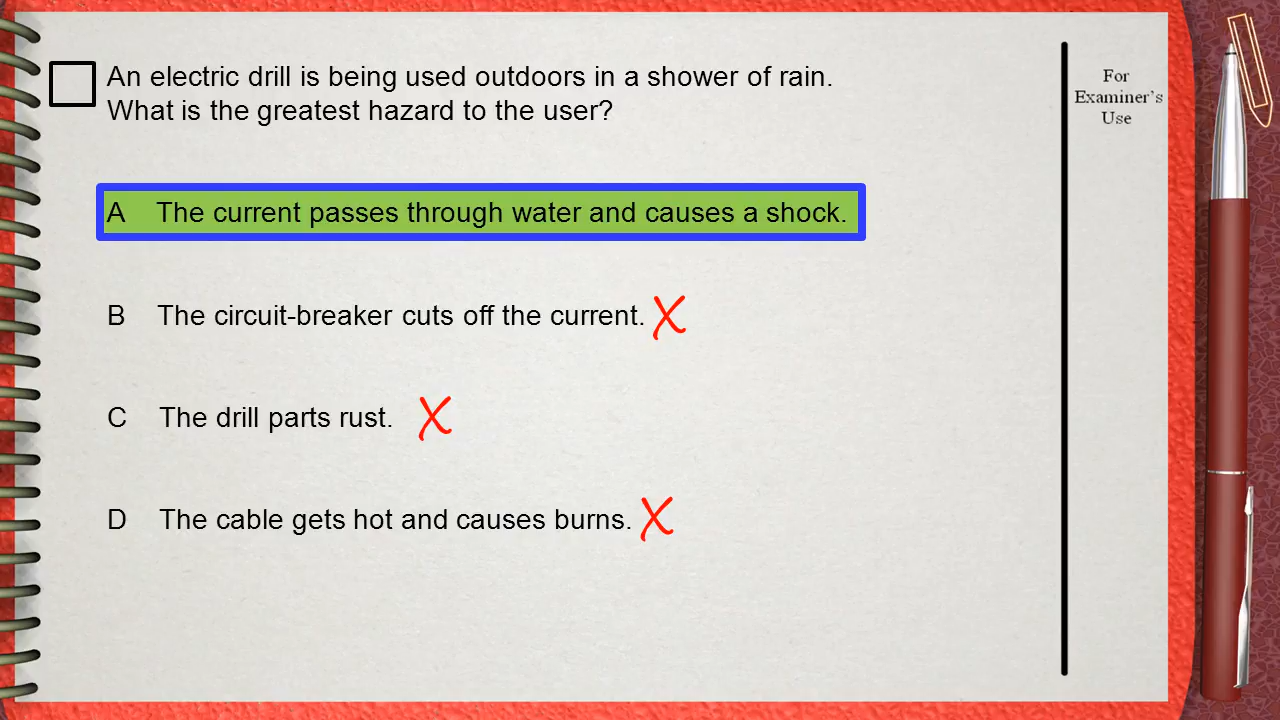 An electric drill is being used outdoors in a shower of rain.
What is the greatest hazard to the user?
For
Examiner's
Use
A The current passes through water and causes a shock.
B The circuit-breaker cuts off the current. X
C The drill parts rust. X
D The cable gets hot and causes burns. X